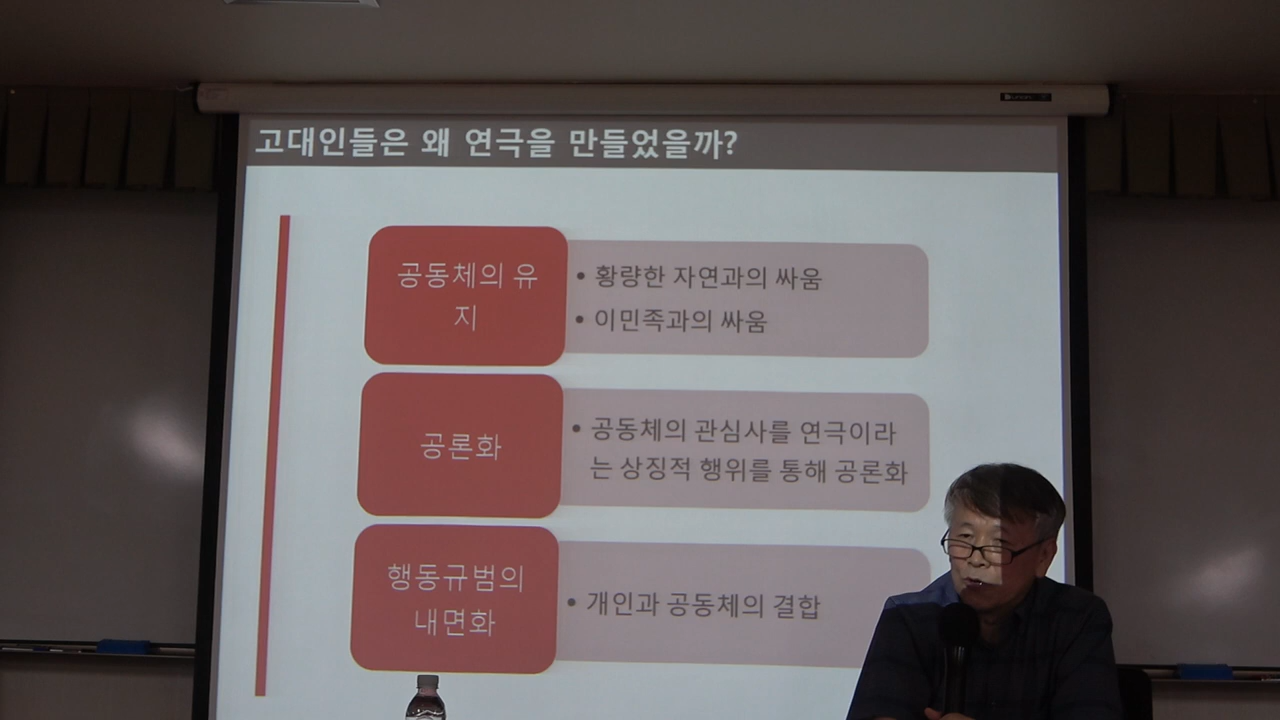 고대인들은 왜 연극을 만들었을까?
공동체의 유
지
• 황량한 자연과의 싸움
• 이민족과의 싸움
공론화
• 공동체의 관심사를 연극이라
는 상징적 행위를 통해 공론화
행동규범의
내면화
• 개인과 공동체의 결합